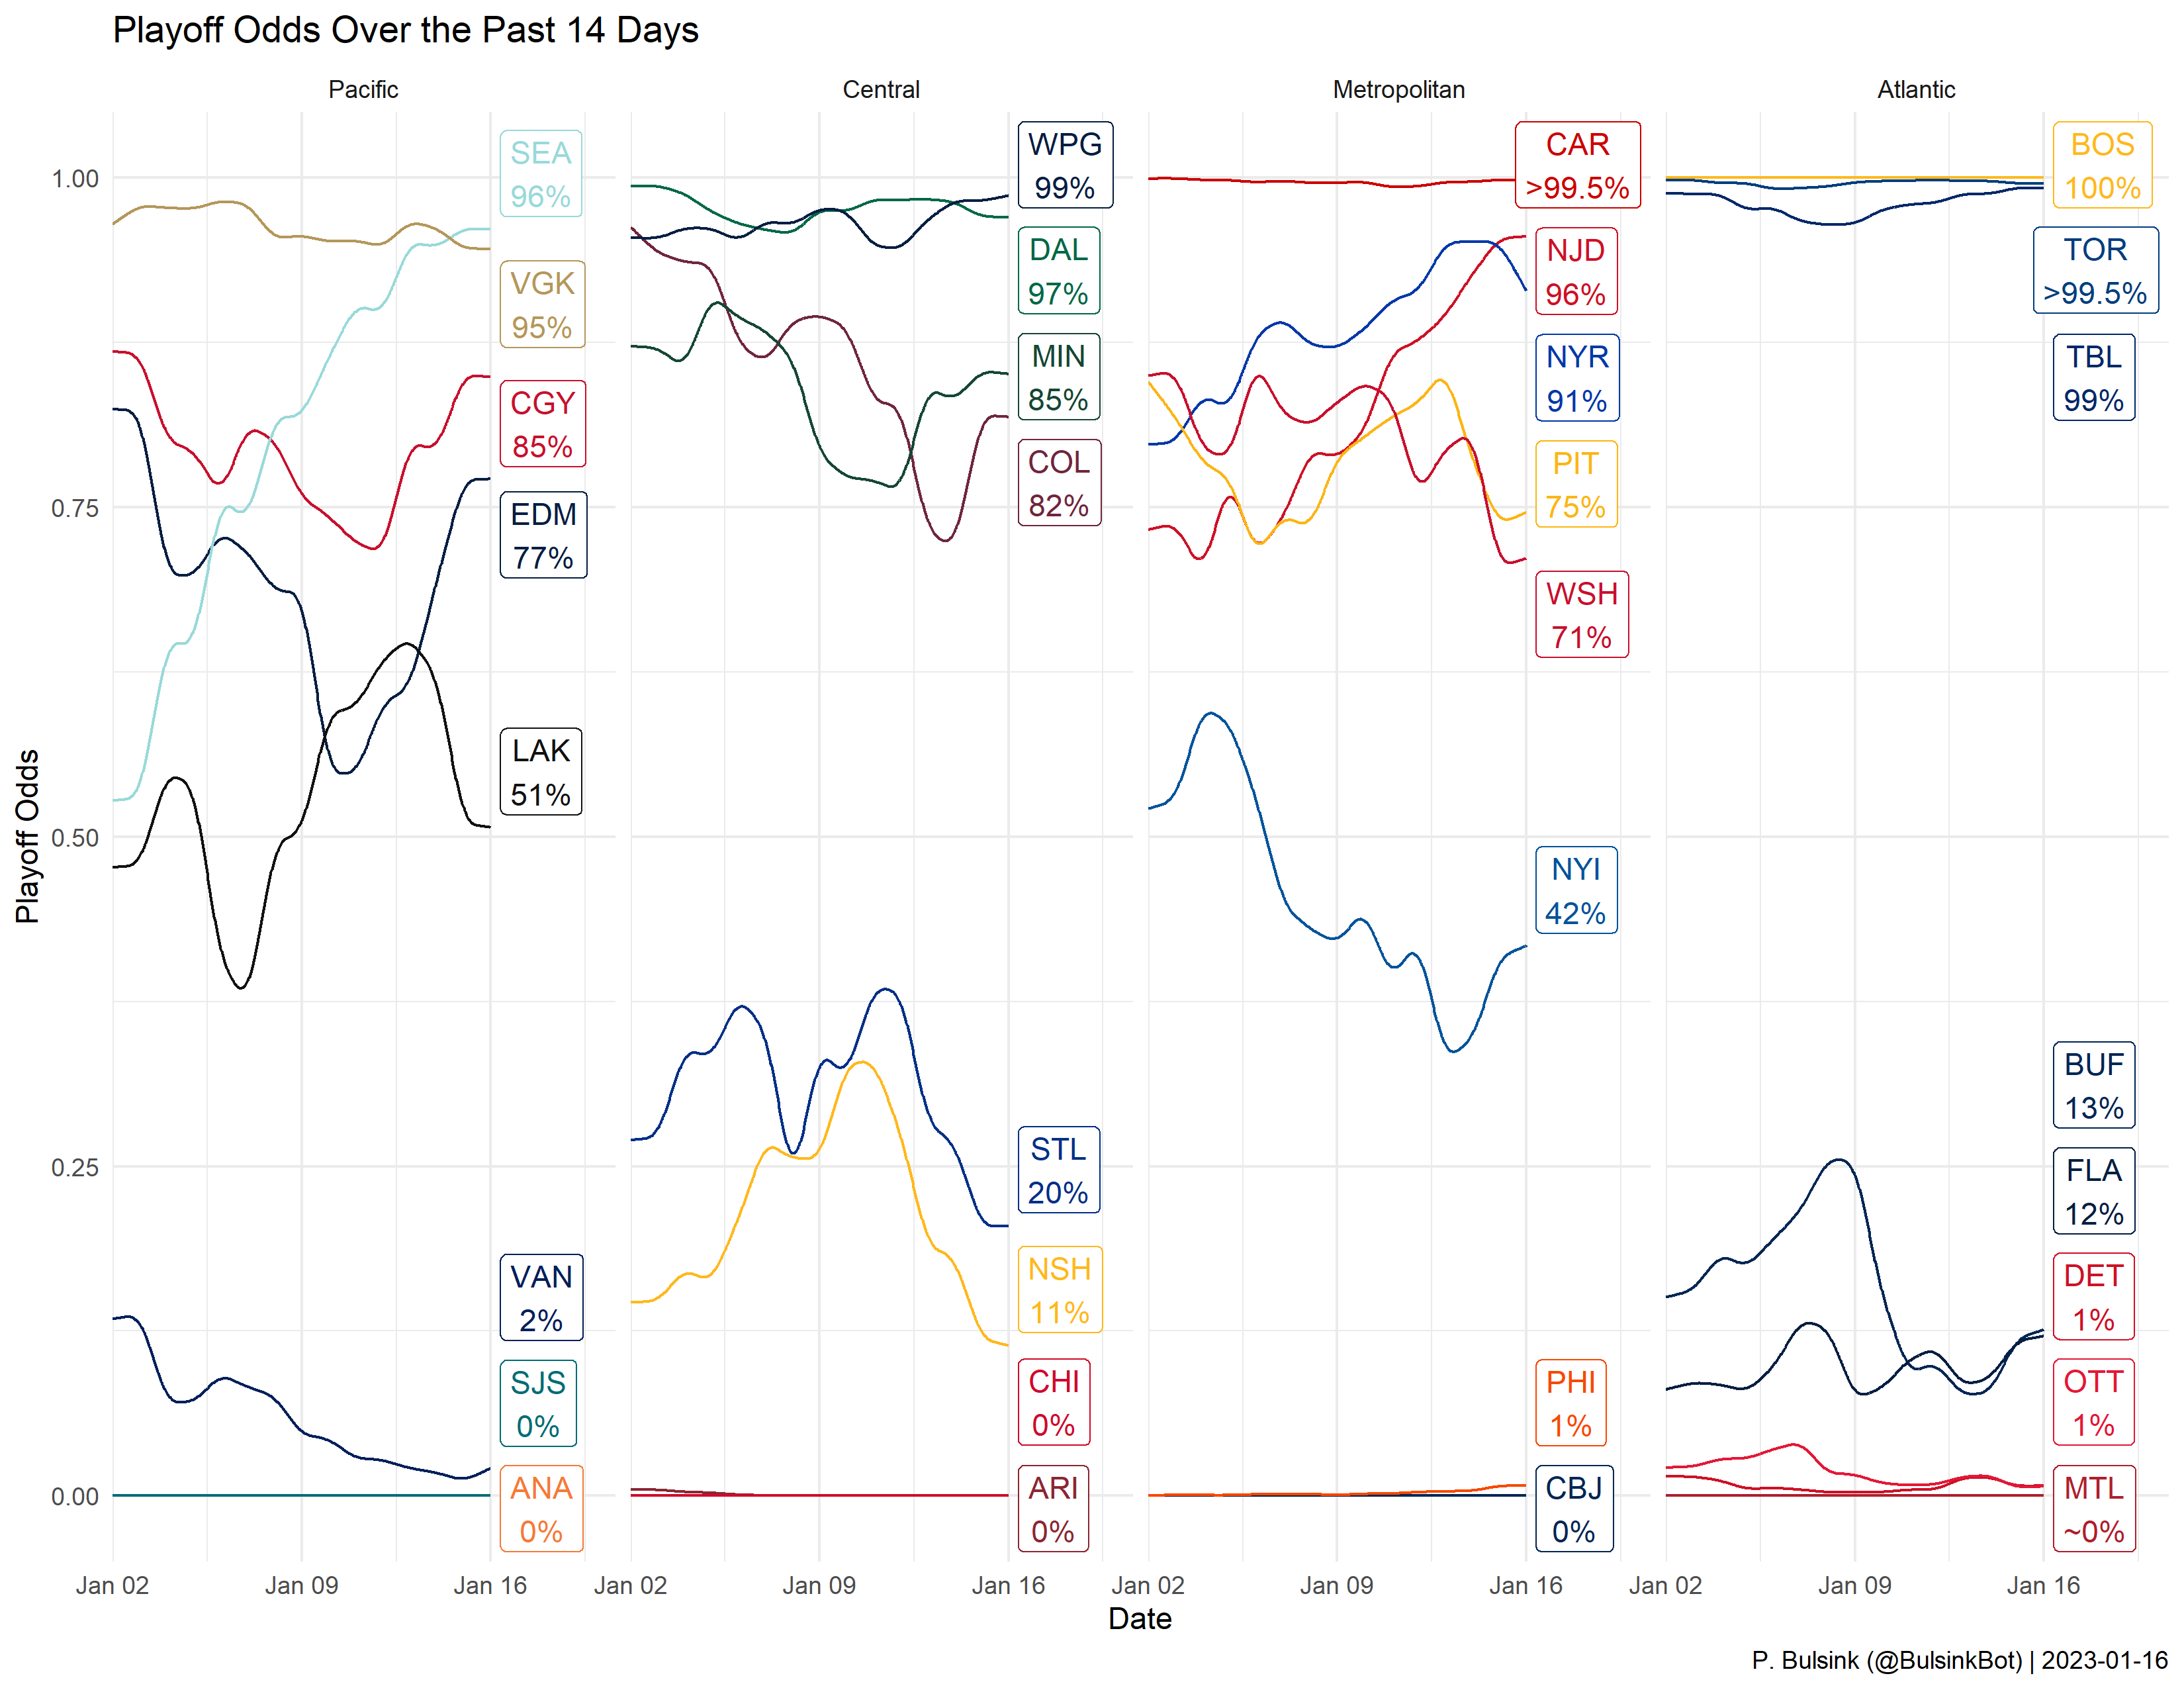 Playoff Odds Over the Past 14 Days
Pacific
Central
Metropolitan
Atlantic
Playoff Odds
1.00
0.75
0.50
0.25
0.00
SEA
96%
VGK
95%
CGY
85%
EDM
77%
LAK
51%
VAN
2%
SJS
0%
ANA
0%
WPG
99%
DAL
97%
MIN
85%
COL
82%
STL
20%
NSH
11%
CHI
0%
ARI
0%
CAR
>99.5%
NJD
96%
NYR
91%
PIT
75%
WSH
71%
NYI
42%
PHI
1%
CBJ
0%
BOS
100%
TOR
>99.5%
TBL
99%
BUF
13%
FLA
12%
DET
1%
OTT
1%
MTL
~0%
Jan 02 Jan 09 Jan 16
Jan 02 Jan 09 Jan 16
Jan 02 Jan 09 Jan 16
Jan 02 Jan 09 Jan 16
Date
P. Bulsink (@BulsinkBot) | 2023-01-16